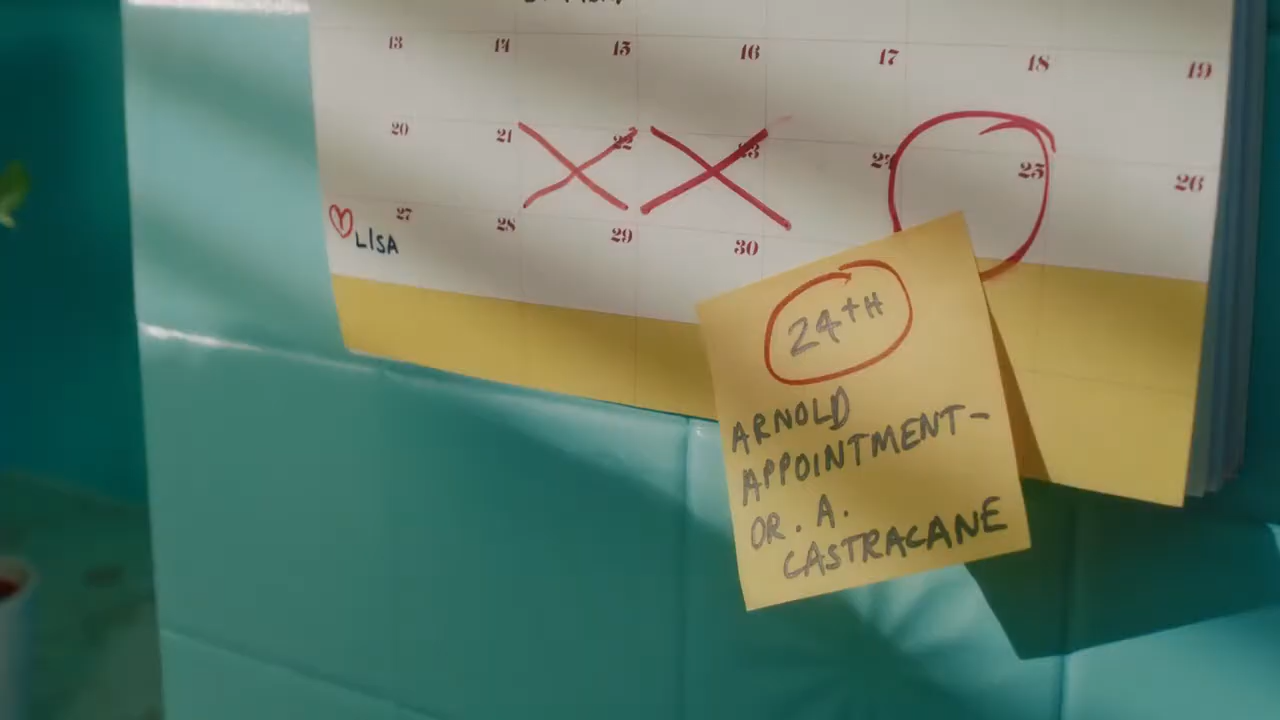 13 14 15 16 17 18 19
20 21 22 23 24 25 26
27 28 29 30
LISA
24TH
ARNOLD
APPOINTMENT-
DR. A.
CASTRACANE